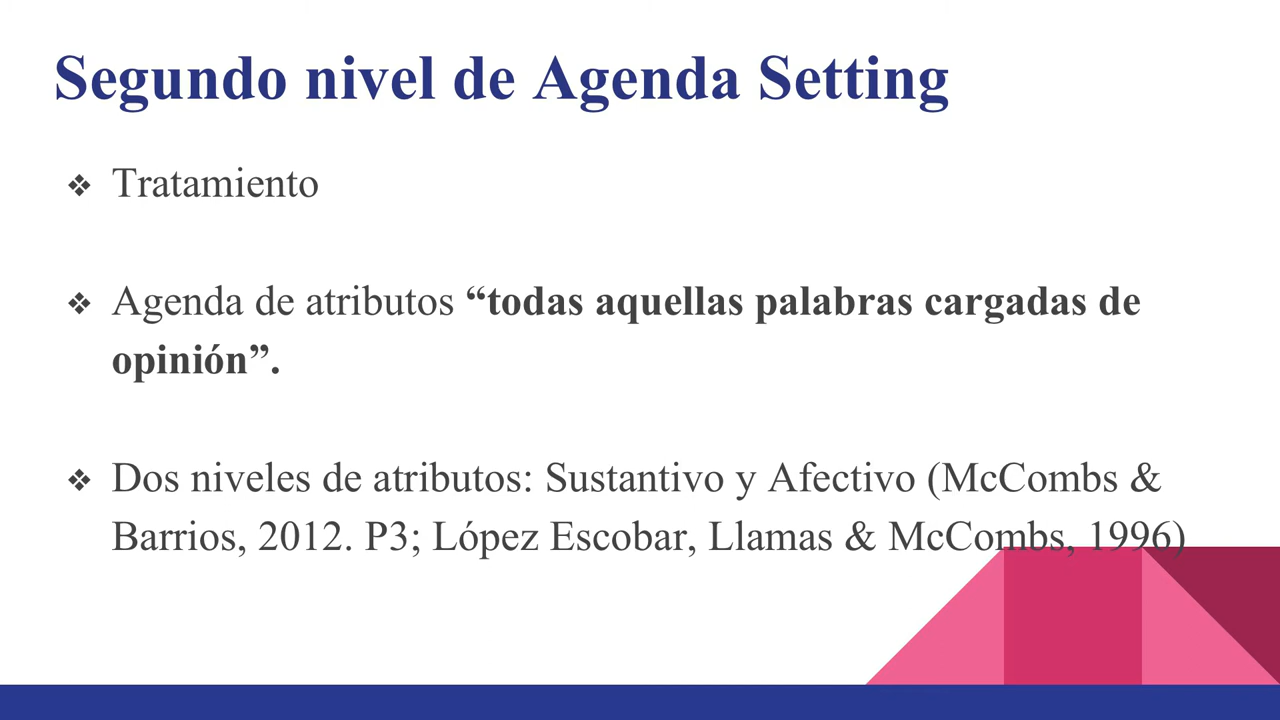 Segundo nivel de Agenda Setting
❖ Tratamiento
❖ Agenda de atributos “todas aquellas palabras cargadas de
opinión”.
❖ Dos niveles de atributos: Sustantivo y Afectivo (McCombs &
Barrios, 2012. P3; López Escobar, Llamas & McCombs, 1996)